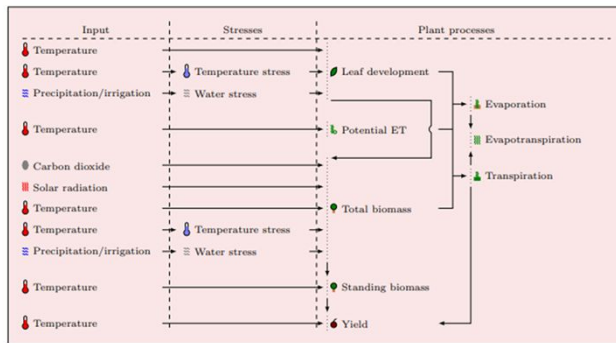 Input Stresses Plant processes
Temperature
Temperature Temperature stress Leaf development
Precipitation/irrigation Water stress
Evaporation
Temperature Potential ET
Evapotranspiration
Carbon dioxide
Transpiration
Solar radiation
Temperature Total biomass
Temperature Temperature stress
Precipitation/irrigation Water stress
Temperature Standing biomass
Temperature Yield